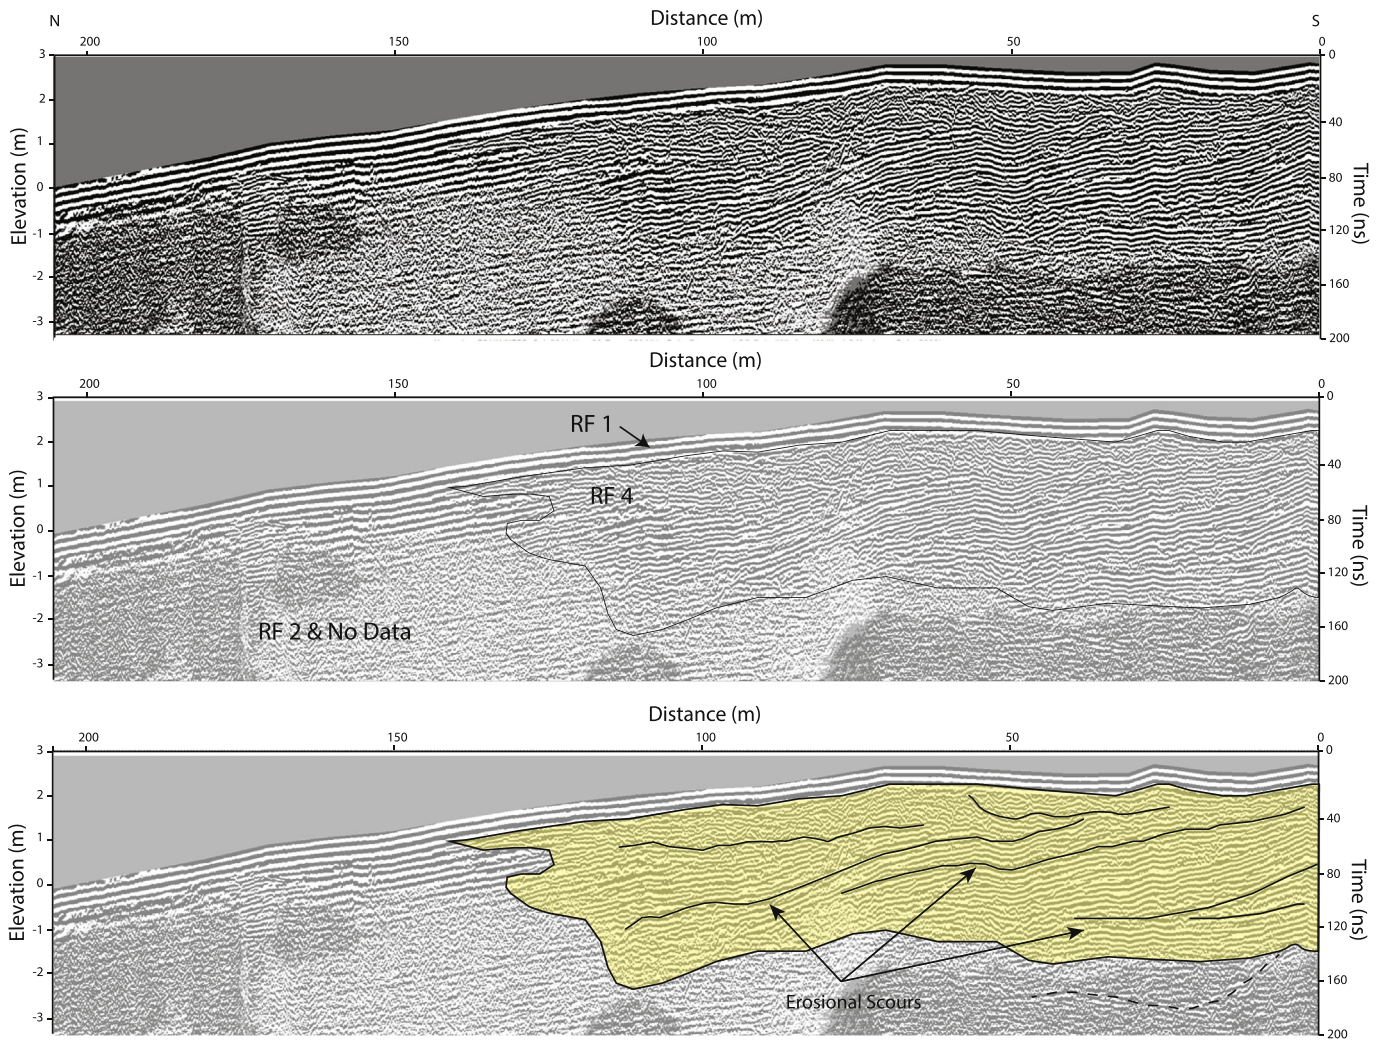 N Distance (m) S
200 150 100 50 0
3 0
2
40
1
0 80
-1 120
-2
160
-3
200
Elevation (m)
Time (ns)
Distance (m)
200 150 100 50 0
3 0
RF 1
2
40
1 RF 4
0 80
-1 120
-2 160
RF 2 & No Data
-3
200
Elevation (m)
Time (ns)
Distance (m)
200 150 100 50 0
3 0
2
40
1
0 80
-1 120
-2 160
Erosional Scours
-3
200
Elevation (m)
Time (ns)